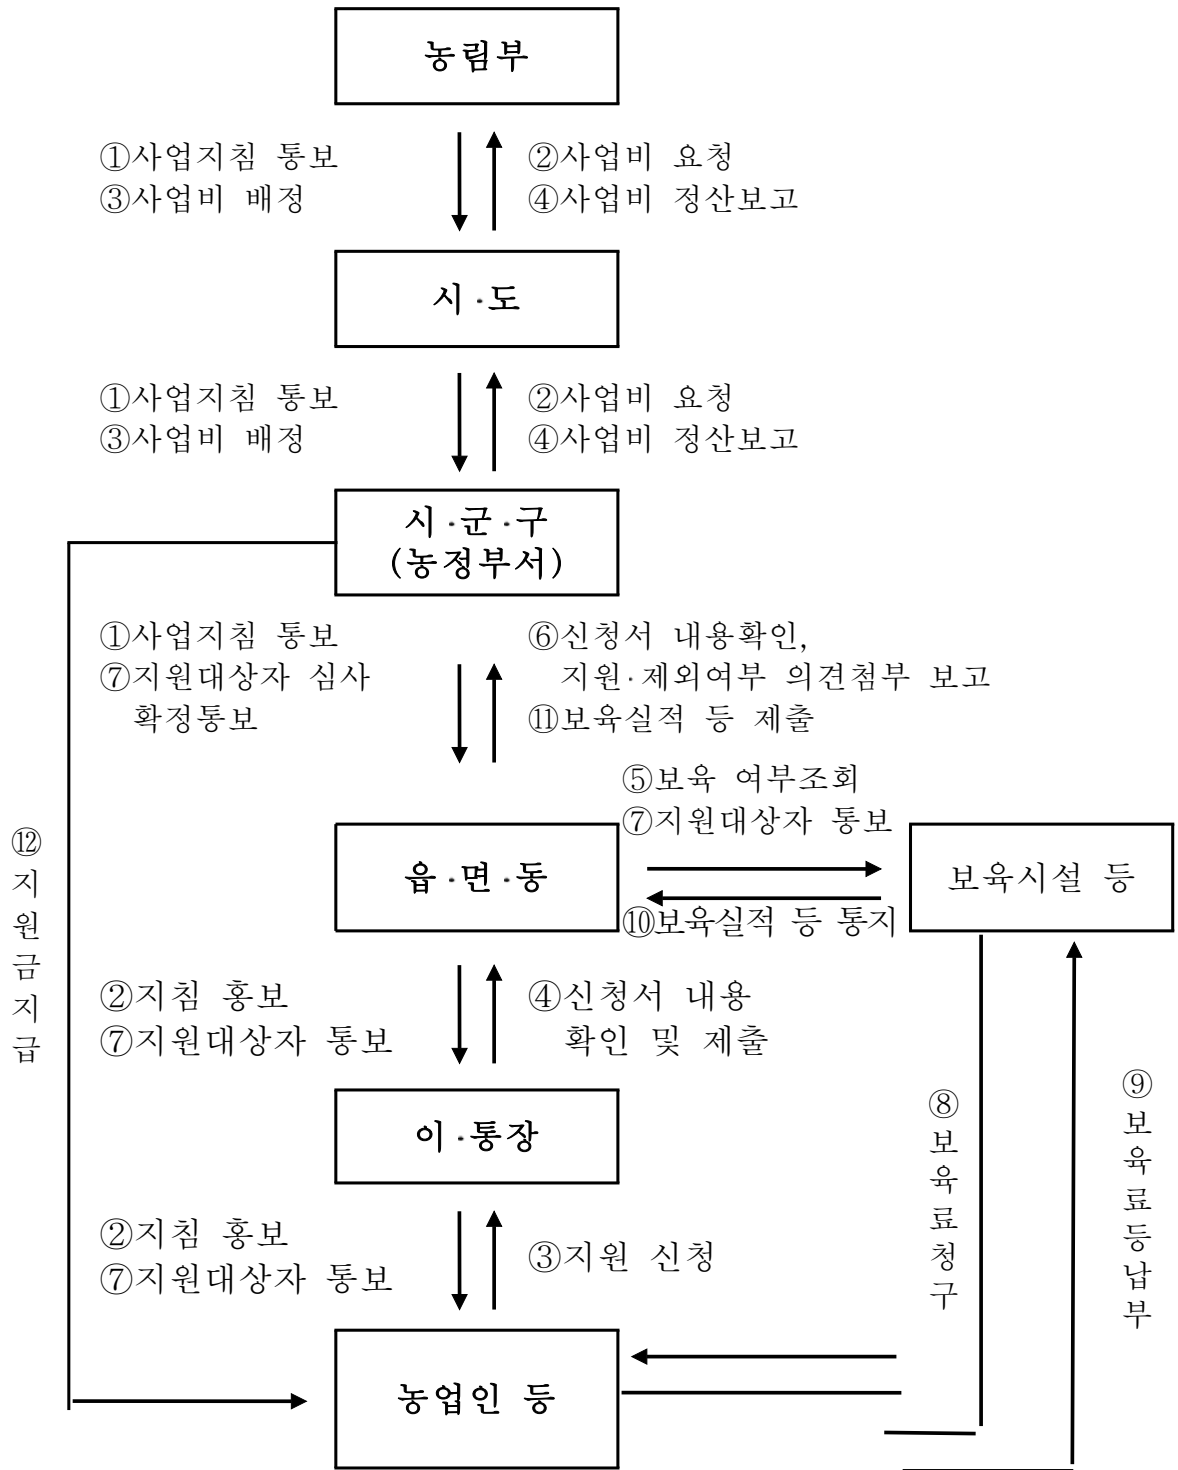 농림부
①사업지침 통보
③사업비 배정
②사업비 요청
④사업비 정산보고
시·도
①사업지침 통보
③사업비 배정
②사업비 요청
④사업비 정산보고
시·군·구
(농정부서)
①사업지침 통보
⑦지원대상자 심사
확정통보
⑥신청서 내용확인,
지원·제외여부 의견첨부 보고
⑪보육실적 등 제출
⑤보육 여부조회
⑦지원대상자 통보
읍·면·동
보육시설 등
⑩보육실적 등 통지
⑫지원금지급
②지침 홍보
⑦지원대상자 통보
④신청서 내용
확인 및 제출
이·통장
⑧보육료청구
⑨보육료등납부
②지침 홍보
⑦지원대상자 통보
③지원 신청
농업인 등